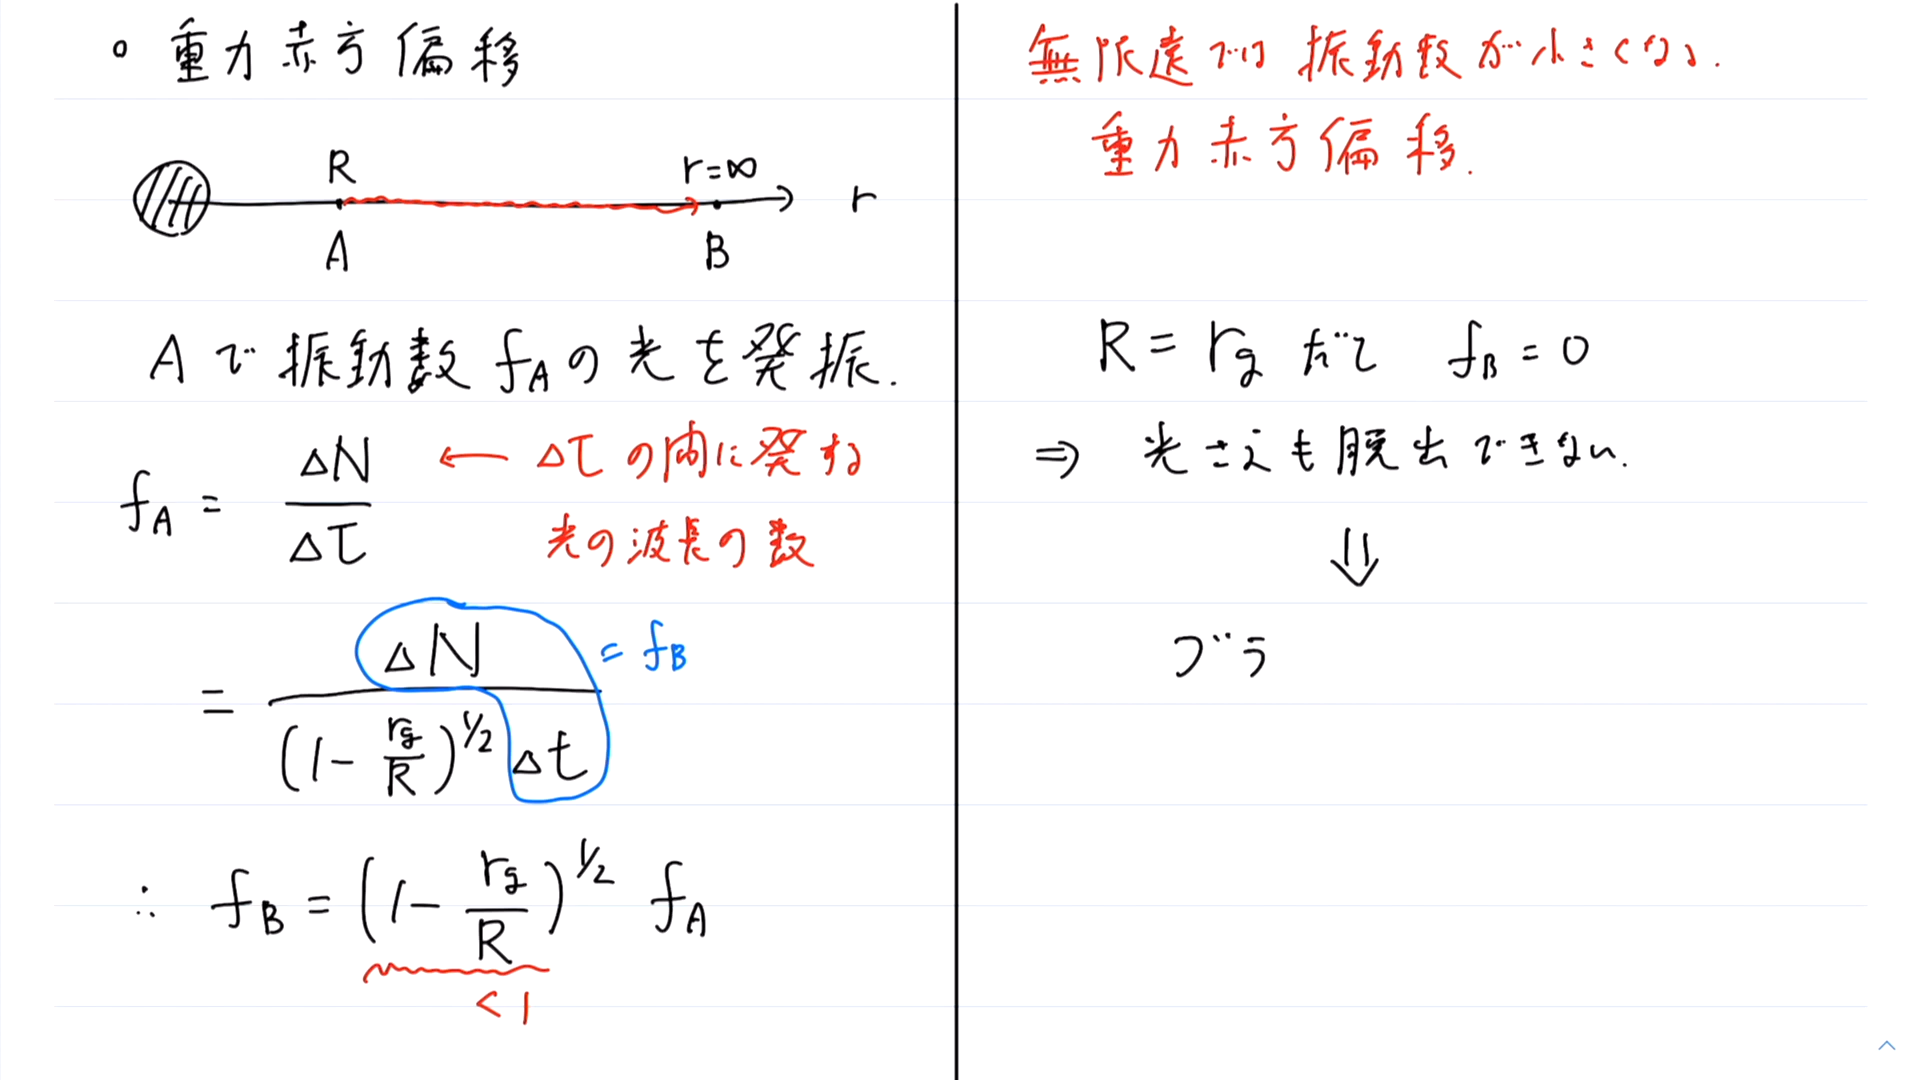 ○ 重力赤方偏移
R r=∞
r
A B
Aで振動数 f_A の光を発振.
f_A = ΔN/Δτ ← Δτの間に発する
光の波長の数
= ΔN/((1 - r_g/R)^{1/2} Δt) = f_B
∴ f_B = (1 - r_g/R)^{1/2} f_A
< 1
無限遠では振動数が小さくなる.
重力赤方偏移.
R = r_g だと f_B = 0
⇒ 光さえも脱出できない.
⇓
ブラ